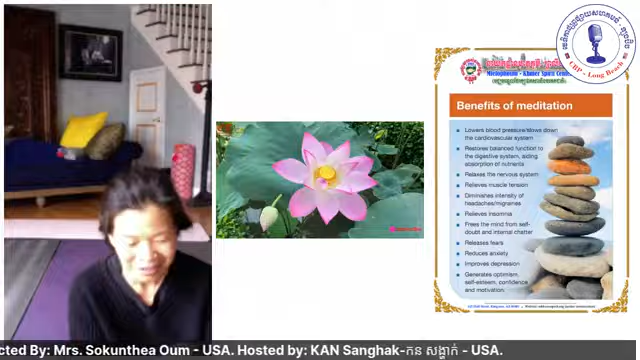 CBP - Long Beach
Benefits of meditation
Lowers blood pressure/slows down
the cardiovascular system
Restores balanced function to
the digestive system, aiding
absorption of nutrients
Relaxes the nervous system
Relieves muscle tension
Diminishes intensity of
headaches/migraines
Relieves insomnia
Frees the mind from self-
doubt and internal chatter
Releases fears
Reduces anxiety
Improves depression
Generates optimism,
self-esteem, confidence
and motivation.
cted By: Mrs. Sokunthea Oum - USA. Hosted by: KAN Sanghak-កន សង្ហាក់ - USA.